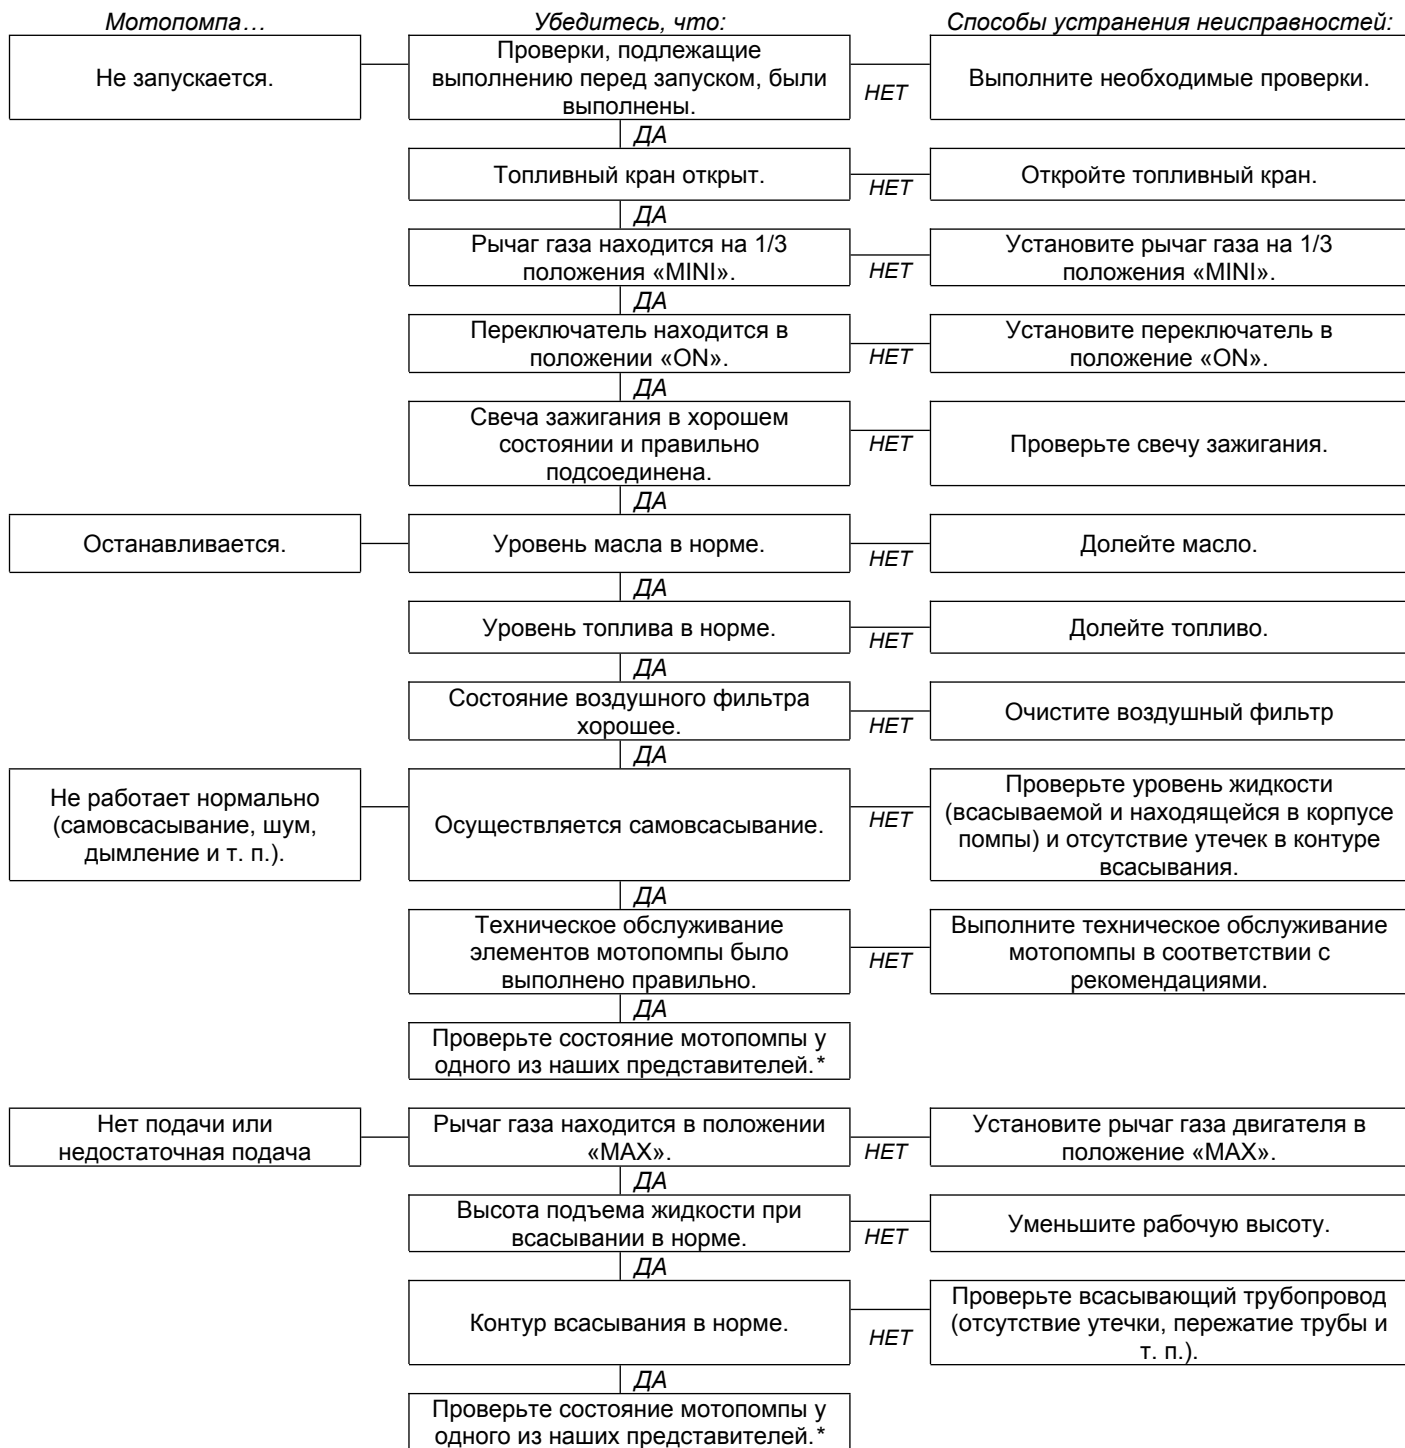 Мотопомпа…
Убедитесь, что:
Способы устранения неисправностей:
Не запускается.
Проверки, подлежащие
выполнению перед запуском, были
выполнены.
НЕТ
Выполните необходимые проверки.
ДА
Топливный кран открыт.
НЕТ
Откройте топливный кран.
ДА
Рычаг газа находится на 1/3
положения «MINI».
НЕТ
Установите рычаг газа на 1/3
положения «MINI».
ДА
Переключатель находится в
положении «ON».
НЕТ
Установите переключатель в
положение «ON».
ДА
Свеча зажигания в хорошем
состоянии и правильно
подсоединена.
НЕТ
Проверьте свечу зажигания.
ДА
Останавливается.
Уровень масла в норме.
НЕТ
Долейте масло.
ДА
Уровень топлива в норме.
НЕТ
Долейте топливо.
ДА
Состояние воздушного фильтра
хорошее.
НЕТ
Очистите воздушный фильтр
ДА
Не работает нормально
(самовсасывание, шум,
дымление и т. п.).
Осуществляется самовсасывание.
НЕТ
Проверьте уровень жидкости
(всасываемой и находящейся в корпусе
помпы) и отсутствие утечек в контуре
всасывания.
ДА
Техническое обслуживание
элементов мотопомпы было
выполнено правильно.
НЕТ
Выполните техническое обслуживание
мотопомпы в соответствии с
рекомендациями.
ДА
Проверьте состояние мотопомпы у
одного из наших представителей.*
Нет подачи или
недостаточная подача
Рычаг газа находится в положении
«MAX».
НЕТ
Установите рычаг газа двигателя в
положение «MAX».
ДА
Высота подъема жидкости при
всасывании в норме.
НЕТ
Уменьшите рабочую высоту.
ДА
Контур всасывания в норме.
НЕТ
Проверьте всасывающий трубопровод
(отсутствие утечки, пережатие трубы и
т. п.).
ДА
Проверьте состояние мотопомпы у
одного из наших представителей.*